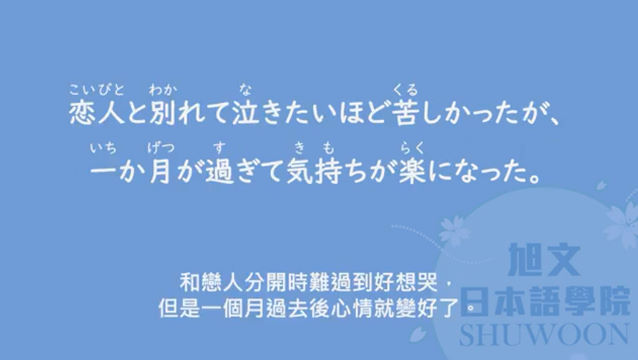 こいびと わか な くる
恋人と別れて泣きたいほど苦しかったが、
いち げつ す き も らく
一か月が過ぎて気持ちが楽になった。
和戀人分開時難過到好想哭，
但是一個月過去後心情就變好了。
旭文
日本語學院
SHUWOON